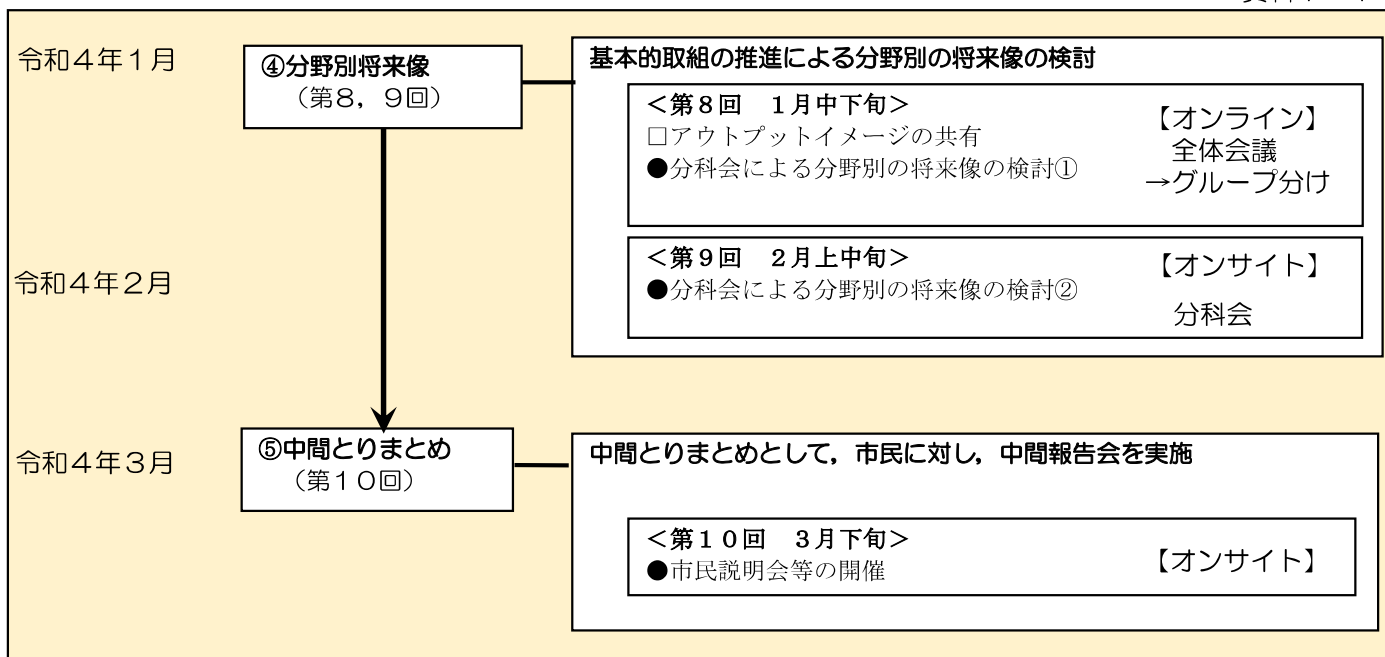 令和４年１月
④分野別将来像
（第８，９回）
基本的取組の推進による分野別の将来像の検討
＜第８回　１月中下旬＞
□アウトプットイメージの共有
●分科会による分野別の将来像の検討①
【オンライン】
全体会議
→グループ分け
令和４年２月
＜第９回　２月上中旬＞
●分科会による分野別の将来像の検討②
【オンサイト】
分科会
令和４年３月
⑤中間とりまとめ
（第１０回）
中間とりまとめとして，市民に対し，中間報告会を実施
＜第１０回　３月下旬＞
●市民説明会等の開催
【オンサイト】